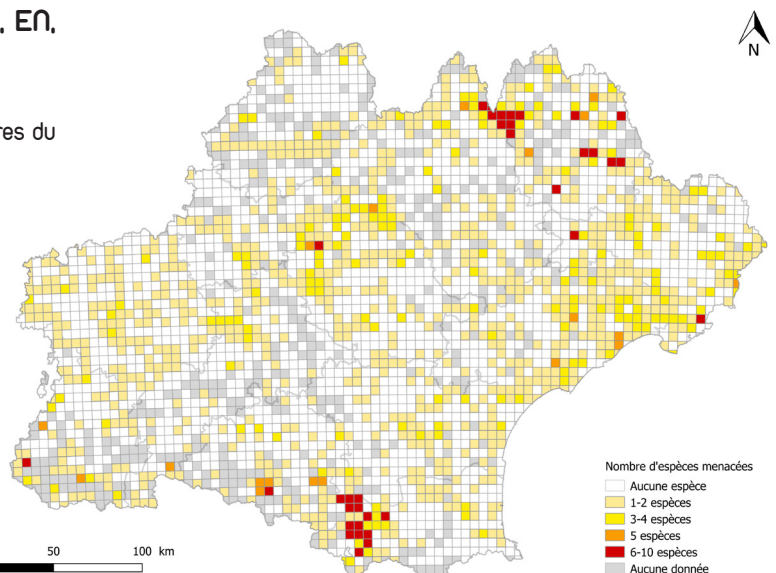 , EN,
res du
N
Nombre d'espèces menacées
Aucune espèce
1-2 espèces
3-4 espèces
5 espèces
6-10 espèces
Aucune donnée
50 100 km